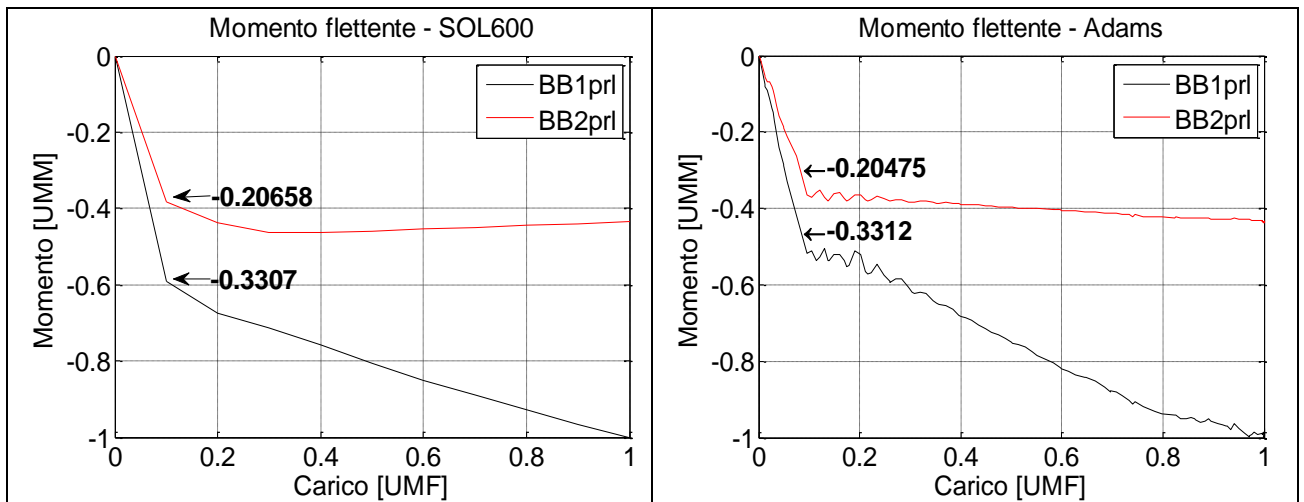 Momento flettente - SOL600
0
-0.2
-0.4
-0.6
-0.8
-1
Momento [UMM]
BB1prl
BB2prl
←-0.20658
←-0.3307
0 0.2 0.4 0.6 0.8 1
Carico [UMF]
Momento flettente - Adams
0
-0.2
-0.4
-0.6
-0.8
-1
Momento [UMM]
BB1prl
BB2prl
←-0.20475
←-0.3312
0 0.2 0.4 0.6 0.8 1
Carico [UMF]